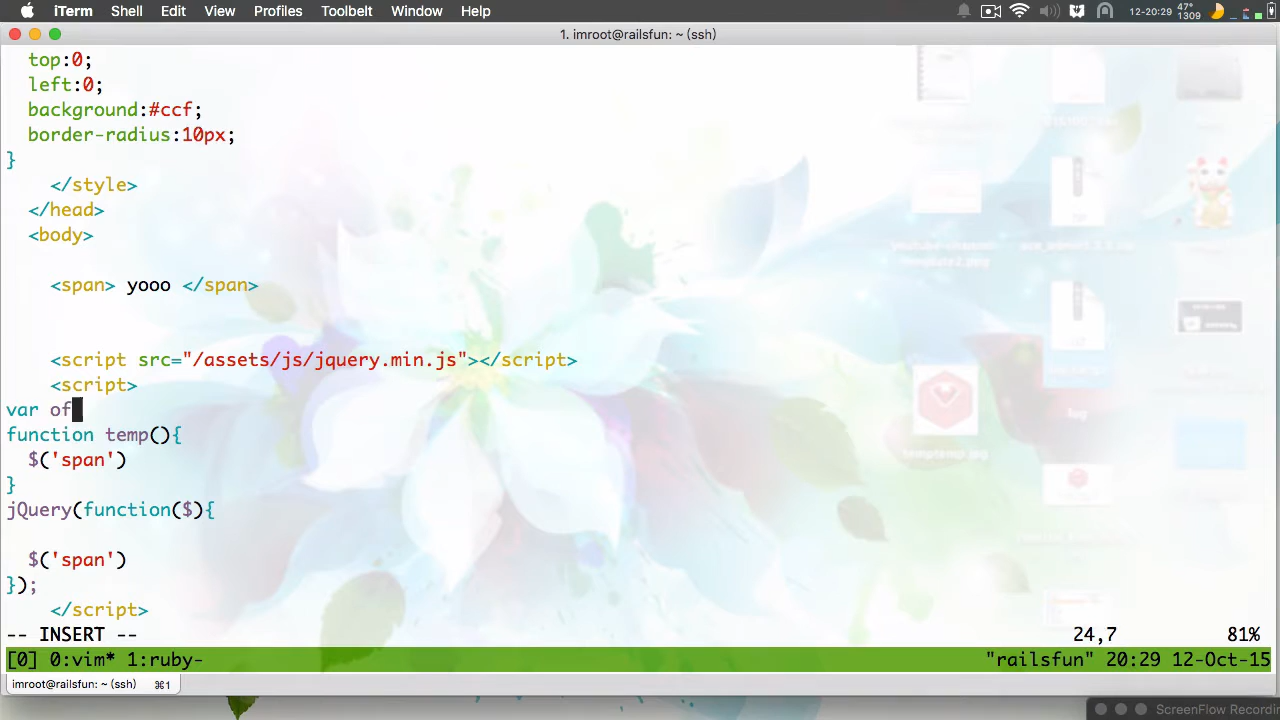 iTerm Shell Edit View Profiles Toolbelt Window Help 12-20:29 47° 1309
1. imroot@railsfun: ~ (ssh)
top:0;
left:0;
background:#ccf;
border-radius:10px;
}
</style>
</head>
<body>
<span> yooo </span>
<script src="/assets/js/jquery.min.js"></script>
<script>
var of
function temp(){
$('span')
}
jQuery(function($){
$('span')
});
</script>
-- INSERT -- 24,7 81%
[0] 0:vim* 1:ruby- "railsfun" 20:29 12-Oct-15
imroot@railsfun: ~ (ssh) ⌘1
ScreenFlow Recordin